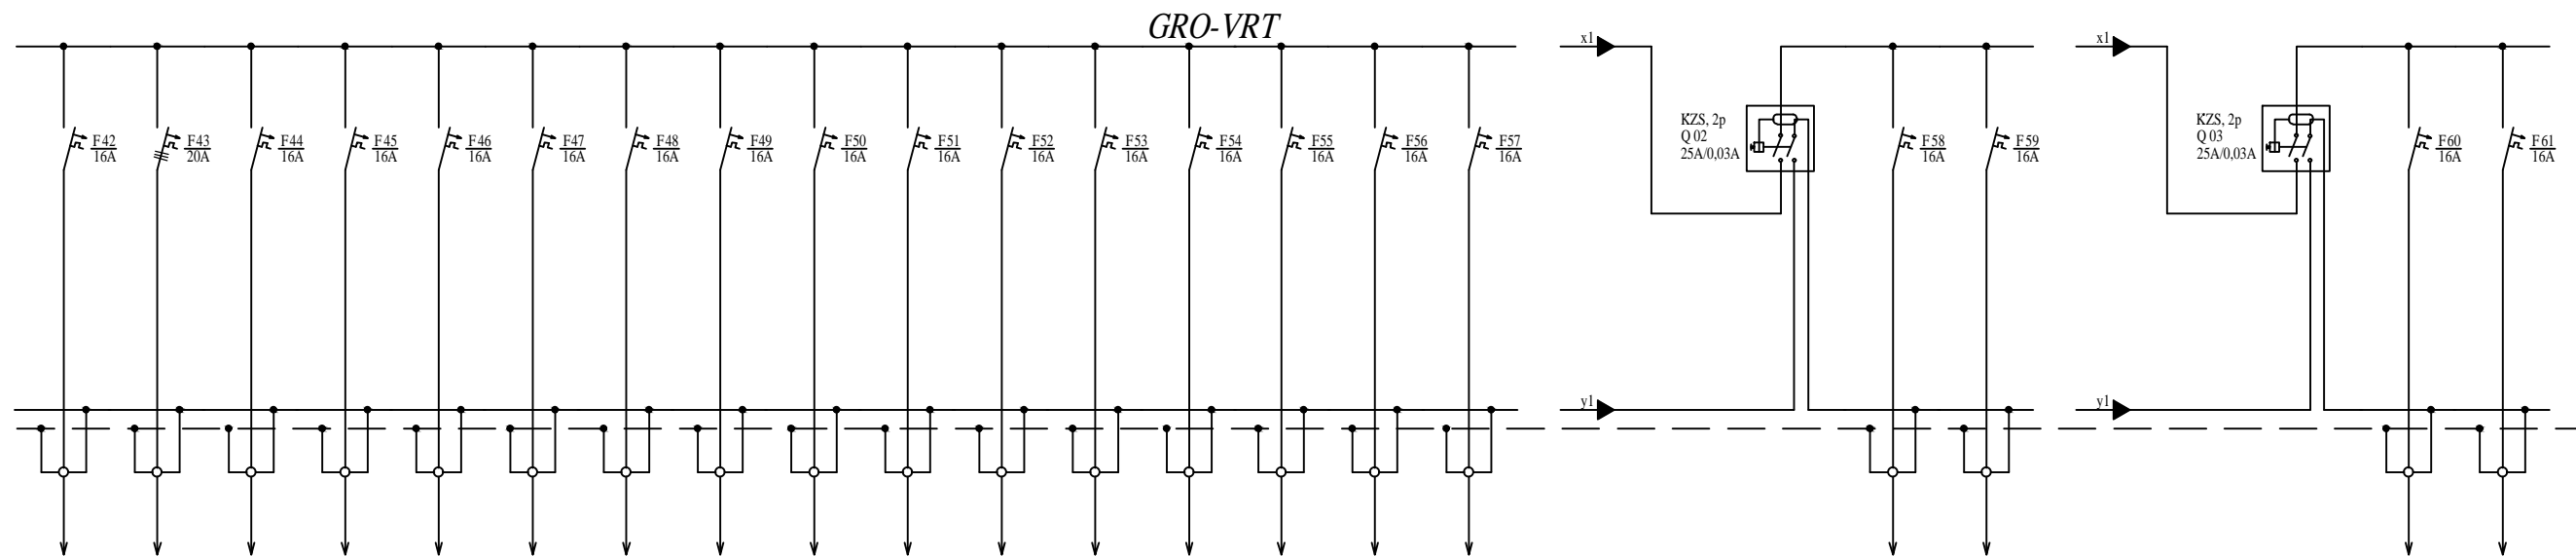 GRO-VRT
x1
x1
KZS, 2p
Q 02
25A/0,03A
KZS, 2p
Q 03
25A/0,03A
F42
16A
F43
20A
F44
16A
F45
16A
F46
16A
F47
16A
F48
16A
F49
16A
F50
16A
F51
16A
F52
16A
F53
16A
F54
16A
F55
16A
F56
16A
F57
16A
F58
16A
F59
16A
F60
16A
F61
16A
y1
y1